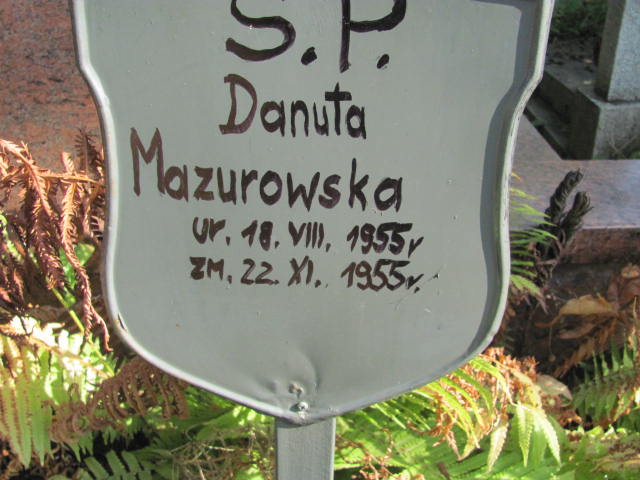 S.P.
Danuta
Mazurowska
ur. 18. VIII. 1955r
zm. 22. XI. 1955r.